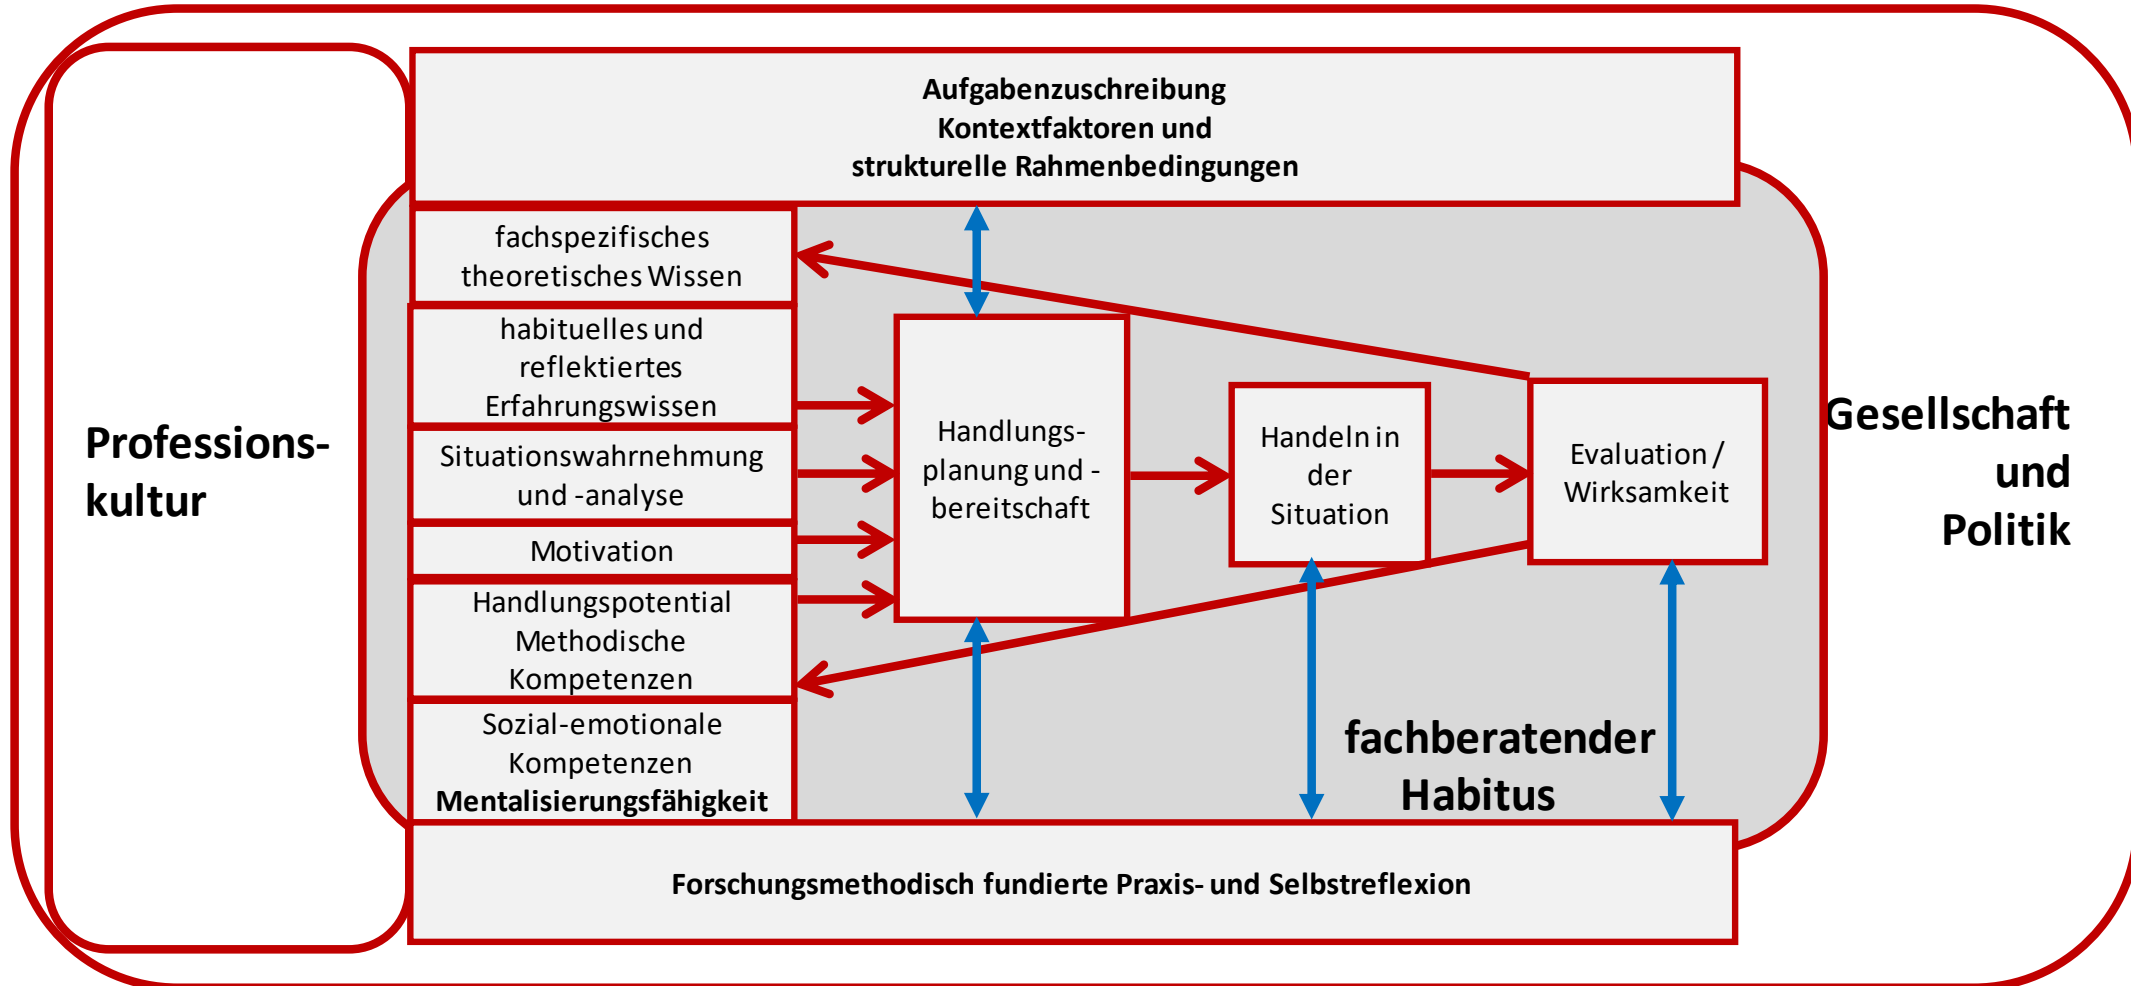 Aufgabenzuschreibung
Kontextfaktoren und
strukturelle Rahmenbedingungen
Professions-
kultur
fachspezifisches
theoretisches Wissen
habituelles und
reflektiertes
Erfahrungswissen
Situationswahrnehmung
und -analyse
Motivation
Handlungspotential
Methodische
Kompetenzen
Sozial-emotionale
Kompetenzen
Mentalisierungsfähigkeit
Handlungs-
planung und -
bereitschaft
Handeln in
der
Situation
Evaluation /
Wirksamkeit
Gesellschaft
und
Politik
fachberatender
Habitus
Forschungsmethodisch fundierte Praxis- und Selbstreflexion